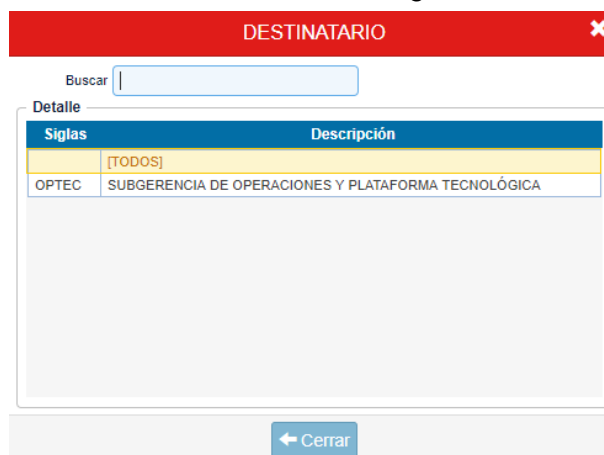 DESTINATARIO
Buscar
Detalle
Siglas Descripción
[TODOS]
OPTEC SUBGERENCIA DE OPERACIONES Y PLATAFORMA TECNOLÓGICA
Cerrar